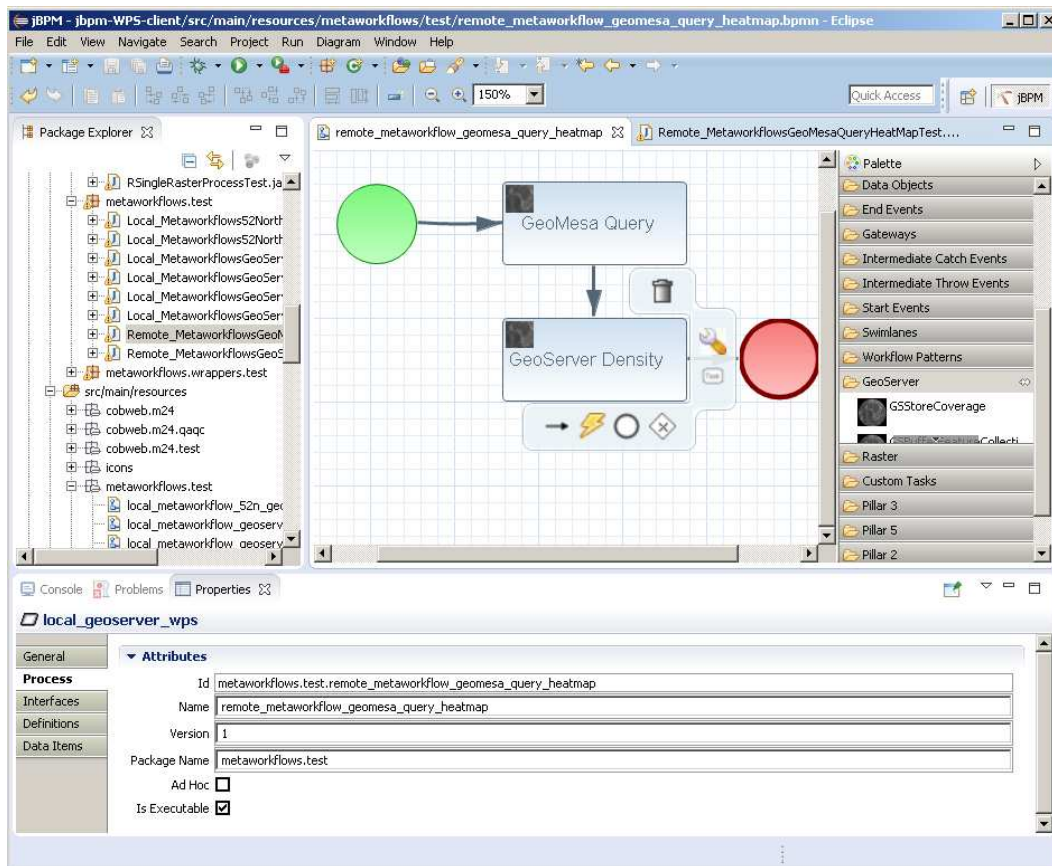 jBPM - jbpm-WPS-client/src/main/resources/metaworkflows/test/remote_metaworkflow_geomesa_query_heatmap.bpmn - Eclipse
File Edit View Navigate Search Project Run Diagram Window Help
150%
Quick Access
jBPM
Package Explorer
RSingleRasterProcessTest.ja
metaworkflows.test
Local_Metaworkflows52North
Local_Metaworkflows52North
Local_MetaworkflowsGeoSer
Local_MetaworkflowsGeoSer
Local_MetaworkflowsGeoSer
Local_MetaworkflowsGeoSer
Remote_MetaworkflowsGeoM
Remote_MetaworkflowsGeoS
metaworkflows.wrappers.test
src/main/resources
cobweb.m24
cobweb.m24.qaqc
cobweb.m24.test
icons
metaworkflows.test
local_metaworkflow_52n_geo
local_metaworkflow_geoserv
local_metaworkflow_geoserv
remote_metaworkflow_geomesa_query_heatmap
Remote_MetaworkflowsGeoMesaQueryHeatMapTest....
GeoMesa Query
GeoServer Density
Task
Palette
Data Objects
End Events
Gateways
Intermediate Catch Events
Intermediate Throw Events
Start Events
Swimlanes
Workflow Patterns
GeoServer
GSStoreCoverage
Raster
Custom Tasks
Pillar 3
Pillar 5
Pillar 2
Console Problems Properties
local_geoserver_wps
General
Process
Interfaces
Definitions
Data Items
Attributes
Id metaworkflows.test.remote_metaworkflow_geomesa_query_heatmap
Name remote_metaworkflow_geomesa_query_heatmap
Version 1
Package Name metaworkflows.test
Ad Hoc
Is Executable